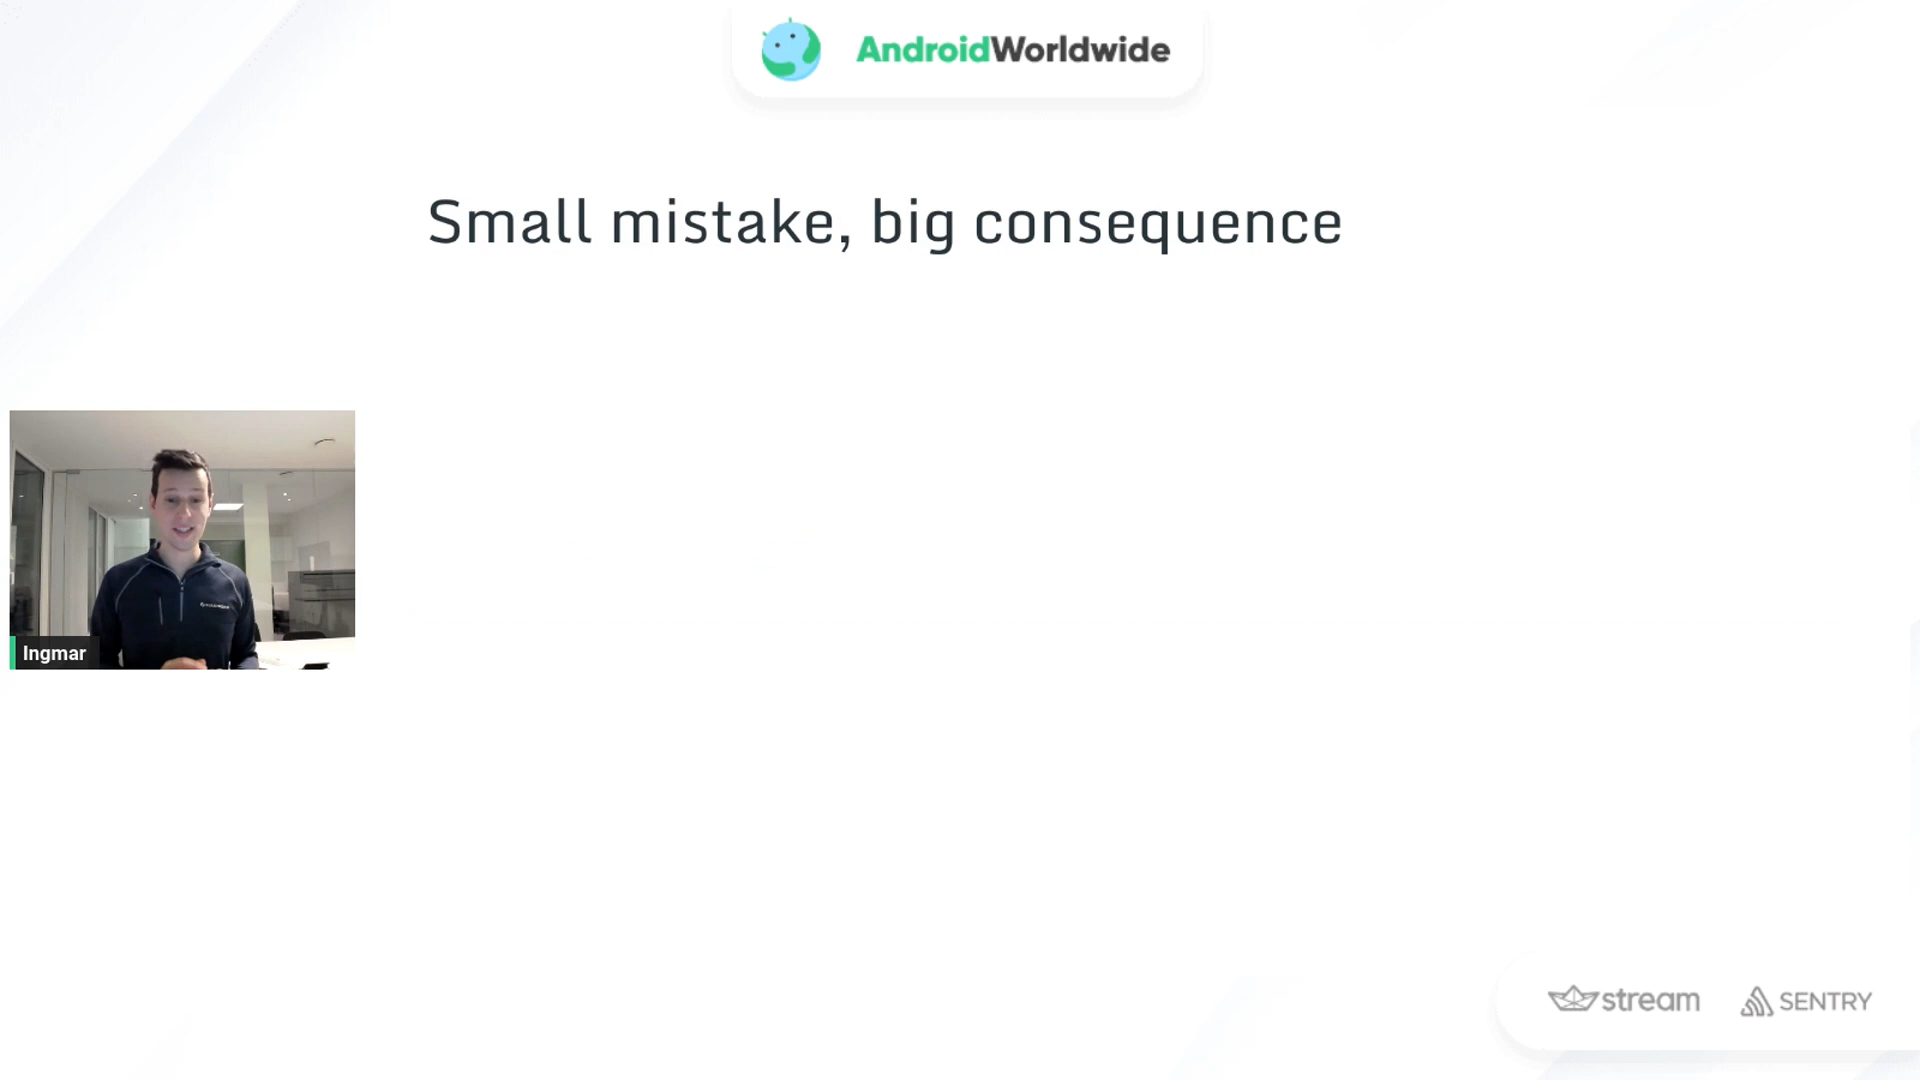 AndroidWorldwide
Small mistake, big consequence
Ingmar
stream
SENTRY